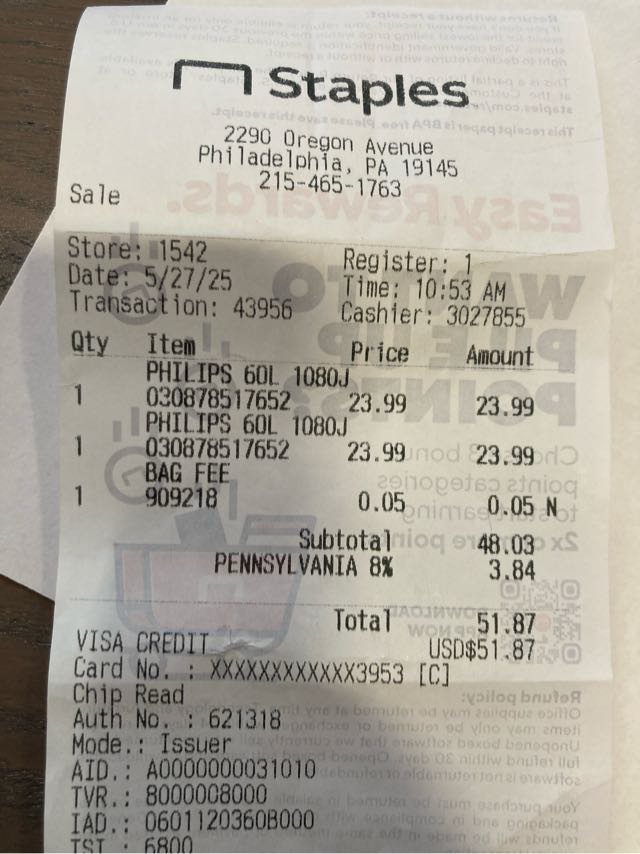 Staples
2290 Oregon Avenue
Philadelphia, PA 19145
215-465-1763
Sale
Store: 1542 Register: 1
Date: 5/27/25 Time: 10:53 AM
Transaction: 43956 Cashier: 3027855
Qty Item Price Amount
PHILIPS 60L 1080J
1 030878517652 23.99 23.99
PHILIPS 60L 1080J
1 030878517652 23.99 23.99
BAG FEE
1 909218 0.05 0.05 N
Subtotal 48.03
PENNSYLVANIA 8% 3.84
Total 51.87
VISA CREDIT USD$51.87
Card No. : XXXXXXXXXXXX3953 [C]
Chip Read
Auth No. : 621318
Mode.: Issuer
AID.: A0000000031010
TVR.: 8000008000
IAD.: 0601120360B000
TSI : 6800